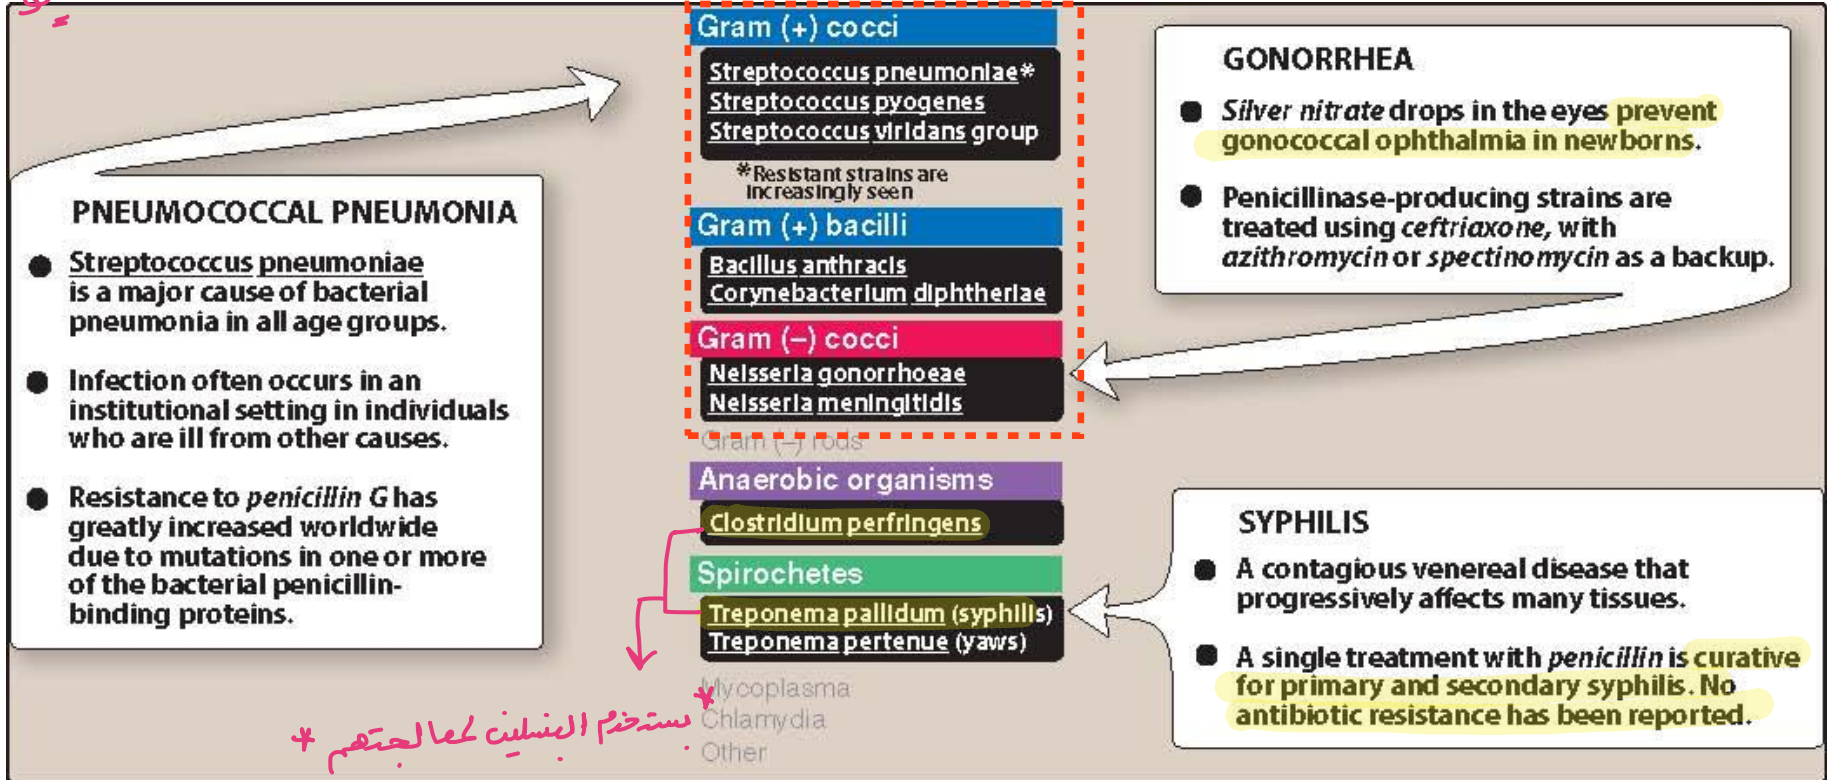 Gram (+) cocci
Streptococcus pneumoniae*
Streptococcus pyogenes
Streptococcus viridans group
*Resistant strains are
increasingly seen
Gram (+) bacilli
Bacillus anthracis
Corynebacterium diphtheriae
Gram (–) cocci
Neisseria gonorrhoeae
Neisseria meningitidis
Gram (–) rods
Anaerobic organisms
Clostridium perfringens
Spirochetes
Treponema pallidum (syphilis)
Treponema pertenue (yaws)
Mycoplasma
Chlamydia
Other
PNEUMOCOCCAL PNEUMONIA
● Streptococcus pneumoniae
is a major cause of bacterial
pneumonia in all age groups.
● Infection often occurs in an
institutional setting in individuals
who are ill from other causes.
● Resistance to penicillin G has
greatly increased worldwide
due to mutations in one or more
of the bacterial penicillin-
binding proteins.
GONORRHEA
● Silver nitrate drops in the eyes prevent
gonococcal ophthalmia in newborns.
● Penicillinase-producing strains are
treated using ceftriaxone, with
azithromycin or spectinomycin as a backup.
SYPHILIS
● A contagious venereal disease that
progressively affects many tissues.
● A single treatment with penicillin is curative
for primary and secondary syphilis. No
antibiotic resistance has been reported.
* بستخدم البنسلين لمعالجتهم *